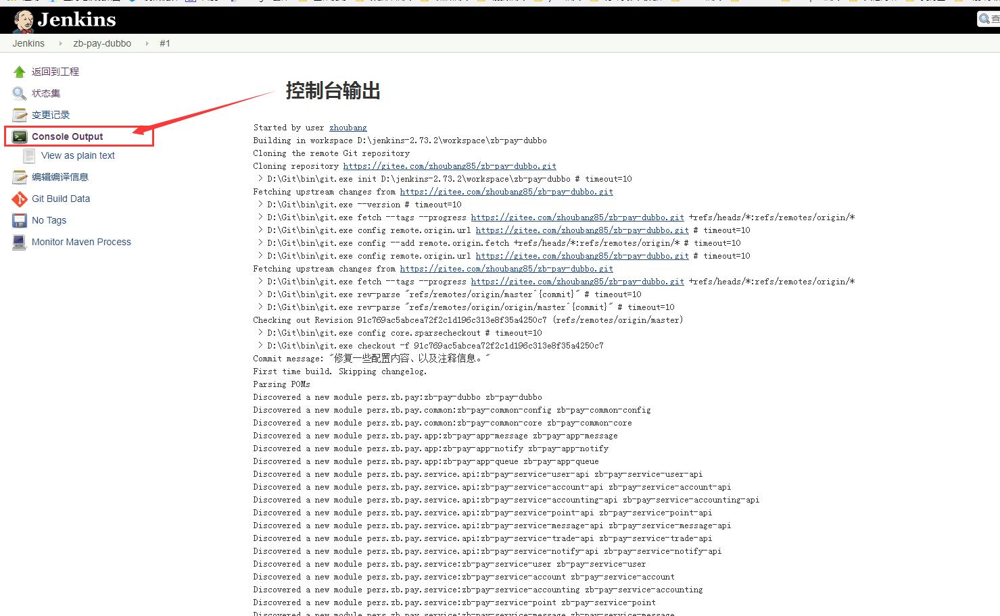 Jenkins
查
Jenkins zb-pay-dubbo #1
返回到工程
状态集
变更记录
Console Output
View as plain text
编辑编译信息
Git Build Data
No Tags
Monitor Maven Process
控制台输出
Started by user zhoubang
Building in workspace D:\jenkins-2.73.2\workspace\zb-pay-dubbo
Cloning the remote Git repository
Cloning repository https://gitee.com/zhoubang85/zb-pay-dubbo.git
 > D:\Git\bin\git.exe init D:\jenkins-2.73.2\workspace\zb-pay-dubbo # timeout=10
Fetching upstream changes from https://gitee.com/zhoubang85/zb-pay-dubbo.git
 > D:\Git\bin\git.exe --version # timeout=10
 > D:\Git\bin\git.exe fetch --tags --progress https://gitee.com/zhoubang85/zb-pay-dubbo.git +refs/heads/*:refs/remotes/origin/*
 > D:\Git\bin\git.exe config remote.origin.url https://gitee.com/zhoubang85/zb-pay-dubbo.git # timeout=10
 > D:\Git\bin\git.exe config --add remote.origin.fetch +refs/heads/*:refs/remotes/origin/* # timeout=10
 > D:\Git\bin\git.exe config remote.origin.url https://gitee.com/zhoubang85/zb-pay-dubbo.git # timeout=10
Fetching upstream changes from https://gitee.com/zhoubang85/zb-pay-dubbo.git
 > D:\Git\bin\git.exe fetch --tags --progress https://gitee.com/zhoubang85/zb-pay-dubbo.git +refs/heads/*:refs/remotes/origin/*
 > D:\Git\bin\git.exe rev-parse "refs/remotes/origin/master^{commit}" # timeout=10
 > D:\Git\bin\git.exe rev-parse "refs/remotes/origin/origin/master^{commit}" # timeout=10
Checking out Revision 91c769ac5abcea72f2c1d196c313e8f35a4250c7 (refs/remotes/origin/master)
 > D:\Git\bin\git.exe config core.sparsecheckout # timeout=10
 > D:\Git\bin\git.exe checkout -f 91c769ac5abcea72f2c1d196c313e8f35a4250c7
Commit message: "修复一些配置内容、以及注释信息。"
First time build. Skipping changelog.
Parsing POMs
Discovered a new module pers.zb.pay:zb-pay-dubbo zb-pay-dubbo
Discovered a new module pers.zb.pay.common:zb-pay-common-config zb-pay-common-config
Discovered a new module pers.zb.pay.common:zb-pay-common-core zb-pay-common-core
Discovered a new module pers.zb.pay.app:zb-pay-app-message zb-pay-app-message
Discovered a new module pers.zb.pay.app:zb-pay-app-notify zb-pay-app-notify
Discovered a new module pers.zb.pay.app:zb-pay-app-queue zb-pay-app-queue
Discovered a new module pers.zb.pay.service.api:zb-pay-service-user-api zb-pay-service-user-api
Discovered a new module pers.zb.pay.service.api:zb-pay-service-account-api zb-pay-service-account-api
Discovered a new module pers.zb.pay.service.api:zb-pay-service-accounting-api zb-pay-service-accounting-api
Discovered a new module pers.zb.pay.service.api:zb-pay-service-point-api zb-pay-service-point-api
Discovered a new module pers.zb.pay.service.api:zb-pay-service-message-api zb-pay-service-message-api
Discovered a new module pers.zb.pay.service.api:zb-pay-service-trade-api zb-pay-service-trade-api
Discovered a new module pers.zb.pay.service.api:zb-pay-service-notify-api zb-pay-service-notify-api
Discovered a new module pers.zb.pay.service:zb-pay-service-user zb-pay-service-user
Discovered a new module pers.zb.pay.service:zb-pay-service-account zb-pay-service-account
Discovered a new module pers.zb.pay.service:zb-pay-service-accounting zb-pay-service-accounting
Discovered a new module pers.zb.pay.service:zb-pay-service-point zb-pay-service-point
Discovered a new module pers.zb.pay.service:zb-pay-service-message zb-pay-service-message